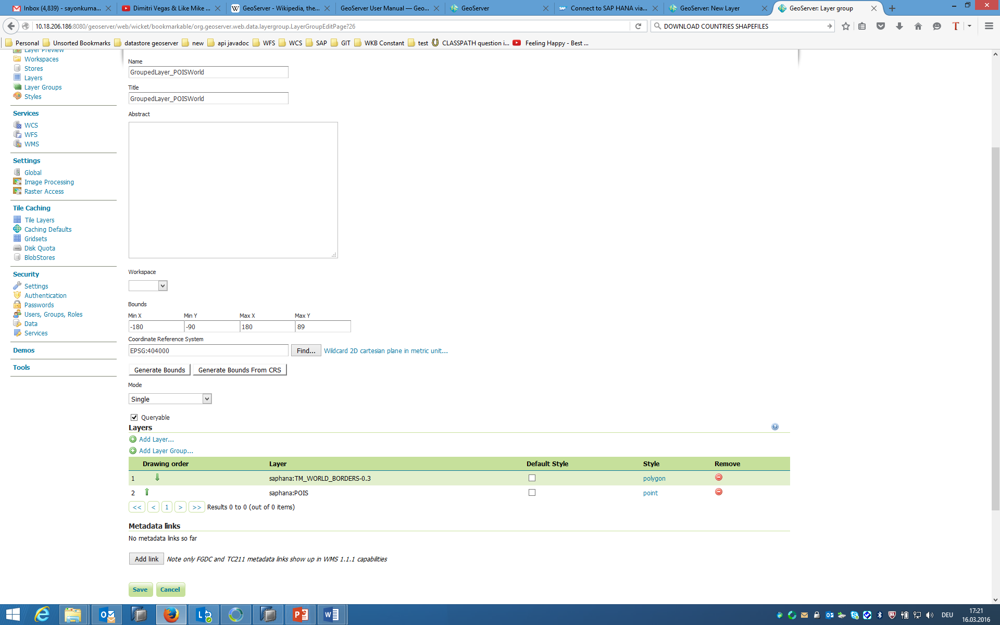 Inbox (4,839) - sayonkuma...
Dimitri Vegas & Like Mike ...
GeoServer - Wikipedia, the...
GeoServer User Manual — Geo...
GeoServer
Connect to SAP HANA via...
GeoServer: New Layer
GeoServer: Layer group
10.18.206.186:8080/geoserver/web/wicket/bookmarkable/org.geoserver.web.data.layergroup.LayerGroupEditPage?26
DOWNLOAD COUNTRIES SHAPEFILES
Personal
Unsorted Bookmarks
datastore geoserver
new
api javadoc
WFS
WCS
SAP
GIT
WKB Constant
test
CLASSPATH question i...
Feeling Happy - Best ...
Layer Preview
Workspaces
Stores
Layers
Layer Groups
Styles
Services
WCS
WFS
WMS
Settings
Global
Image Processing
Raster Access
Tile Caching
Tile Layers
Caching Defaults
Gridsets
Disk Quota
BlobStores
Security
Settings
Authentication
Passwords
Users, Groups, Roles
Data
Services
Demos
Tools
Name
GroupedLayer_POISWorld
Title
GroupedLayer_POISWorld
Abstract
Workspace
Bounds
Min X Min Y Max X Max Y
-180 -90 180 89
Coordinate Reference System
EPSG:404000 Find... Wildcard 2D cartesian plane in metric unit...
Generate Bounds Generate Bounds From CRS
Mode
Single
Queryable
Layers
Add Layer...
Add Layer Group...
Drawing order Layer Default Style Style Remove
1 saphana:TM_WORLD_BORDERS-0.3 polygon
2 saphana:POIS point
<< < 1 > >> Results 0 to 0 (out of 0 items)
Metadata links
No metadata links so far
Add link Note only FGDC and TC211 metadata links show up in WMS 1.1.1 capabilities
Save Cancel
DEU
17:21
16.03.2016